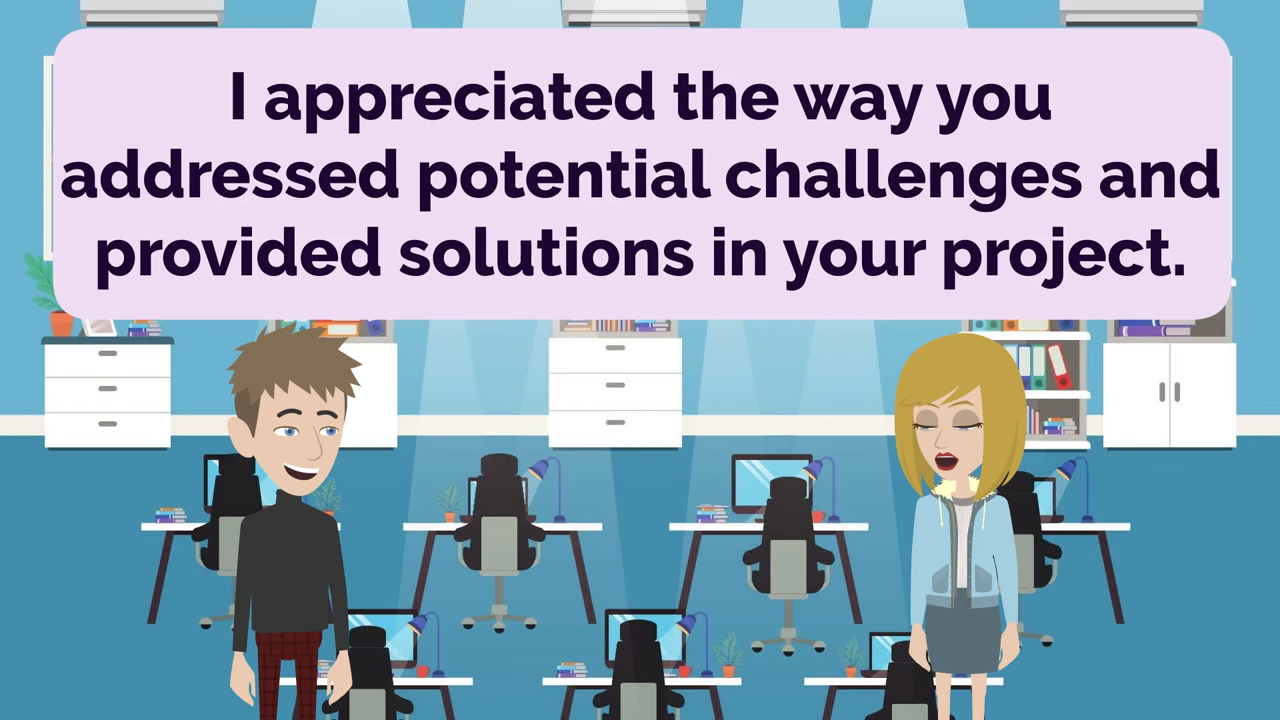 I appreciated the way you
addressed potential challenges and
provided solutions in your project.